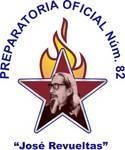 PREPARATORIA OFICIAL Núm. 82
"José Revueltas"